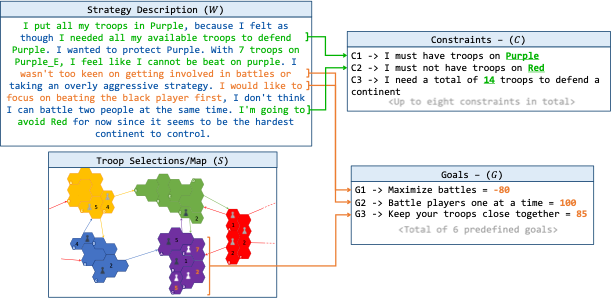 Strategy Description (W)
I put all my troops in Purple, because I felt as
though I needed all my available troops to defend
Purple. I wanted to protect Purple. With 7 troops on
Purple_E, I feel like I cannot be beat on purple. I
wasn't too keen on getting involved in battles or
taking an overly aggressive strategy. I would like to
focus on beating the black player first, I don't think
I can battle two people at the same time. I'm going to
avoid Red for now since it seems to be the hardest
continent to control.
Constraints – (C)
C1 -> I must have troops on Purple
C2 -> I must not have troops on Red
C3 -> I need a total of 14 troops to defend a
continent
<Up to eight constraints in total>
Troop Selections/Map (S)
5 4
2
4
2
5
5
Goals – (G)
G1 -> Maximize battles = -80
G2 -> Battle players one at a time = 100
G3 -> Keep your troops close together = 85
<Total of 6 predefined goals>